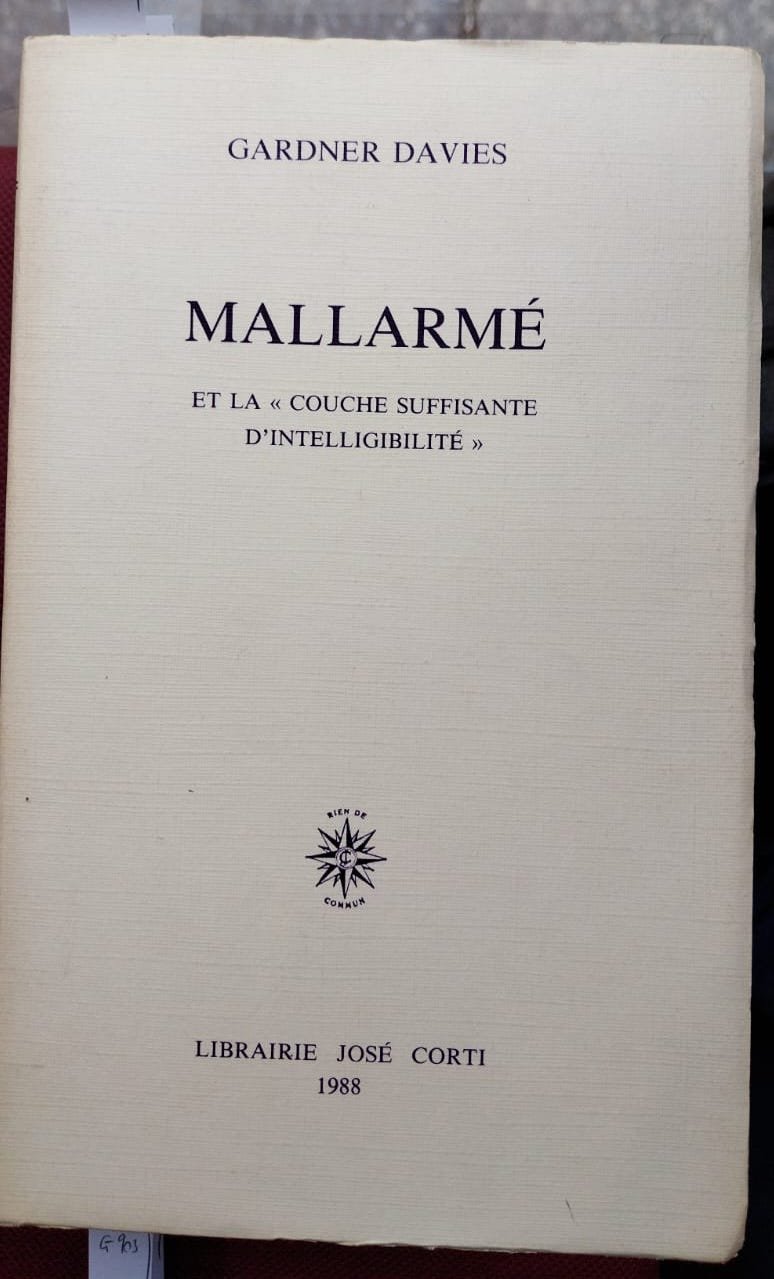 GARDNER DAVIES
MALLARMÉ
ET LA « COUCHE SUFFISANTE
D'INTELLIGIBILITÉ »
RIEN DE
COMMUN
LIBRAIRIE JOSÉ CORTI
1988